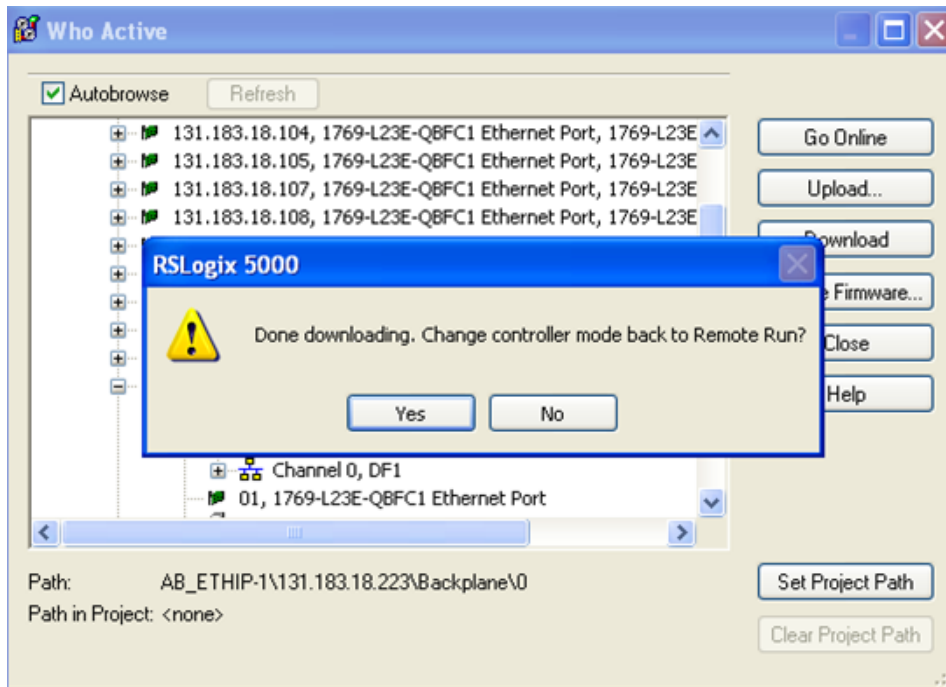 Who Active
Autobrowse
Refresh
131.183.18.104, 1769-L23E-QBFC1 Ethernet Port, 1769-L23E
131.183.18.105, 1769-L23E-QBFC1 Ethernet Port, 1769-L23E
131.183.18.107, 1769-L23E-QBFC1 Ethernet Port, 1769-L23E
131.183.18.108, 1769-L23E-QBFC1 Ethernet Port, 1769-L23E
Go Online
Upload...
Download
Firmware...
Close
Help
RSLogix 5000
Done downloading. Change controller mode back to Remote Run?
Yes
No
Channel 0, DF1
01, 1769-L23E-QBFC1 Ethernet Port
Path: AB_ETHIP-1\131.183.18.223\Backplane\0
Path in Project: <none>
Set Project Path
Clear Project Path